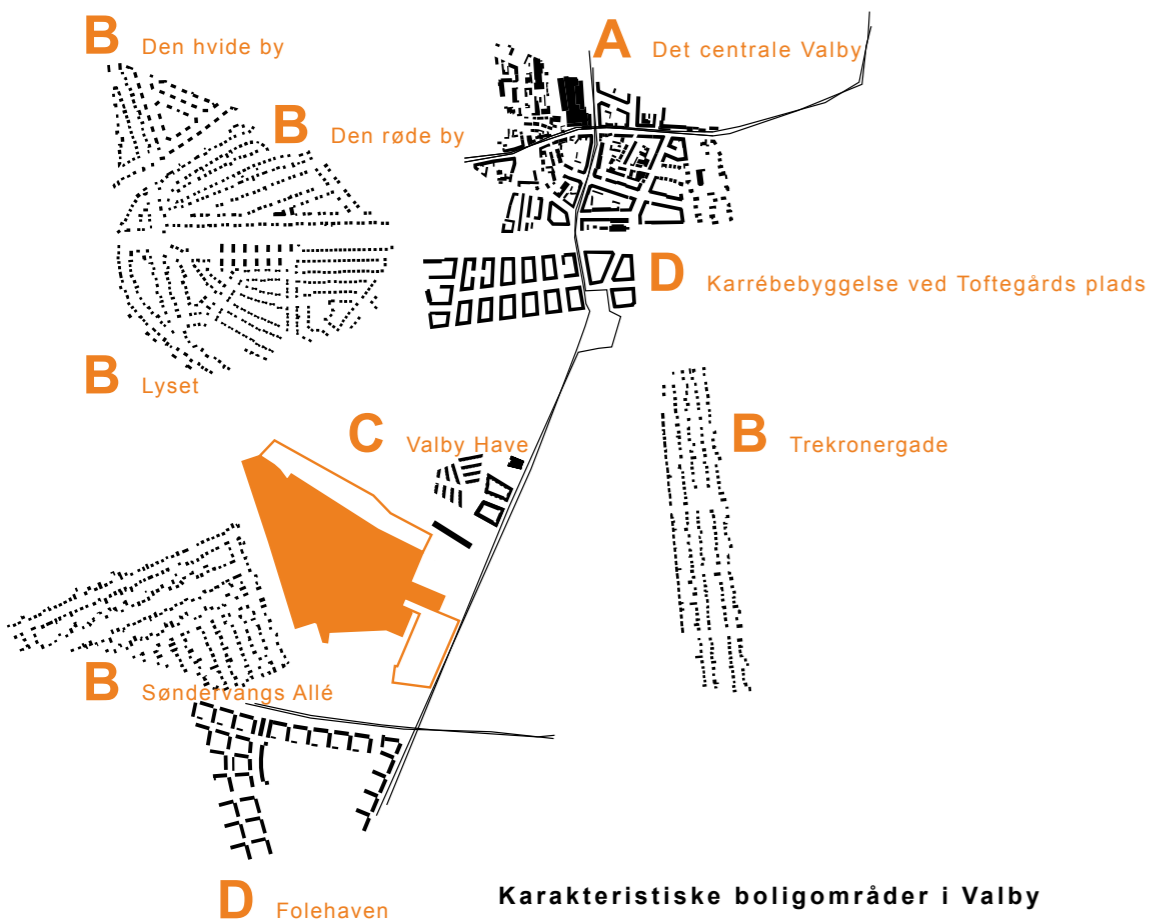 B Den hvide by
A Det centrale Valby
B Den røde by
D Karrébebyggelse ved Toftegårds plads
B Lyset
C Valby Have
B Trekronergade
B Søndervangs Allé
D Folehaven
Karakteristiske boligområder i Valby